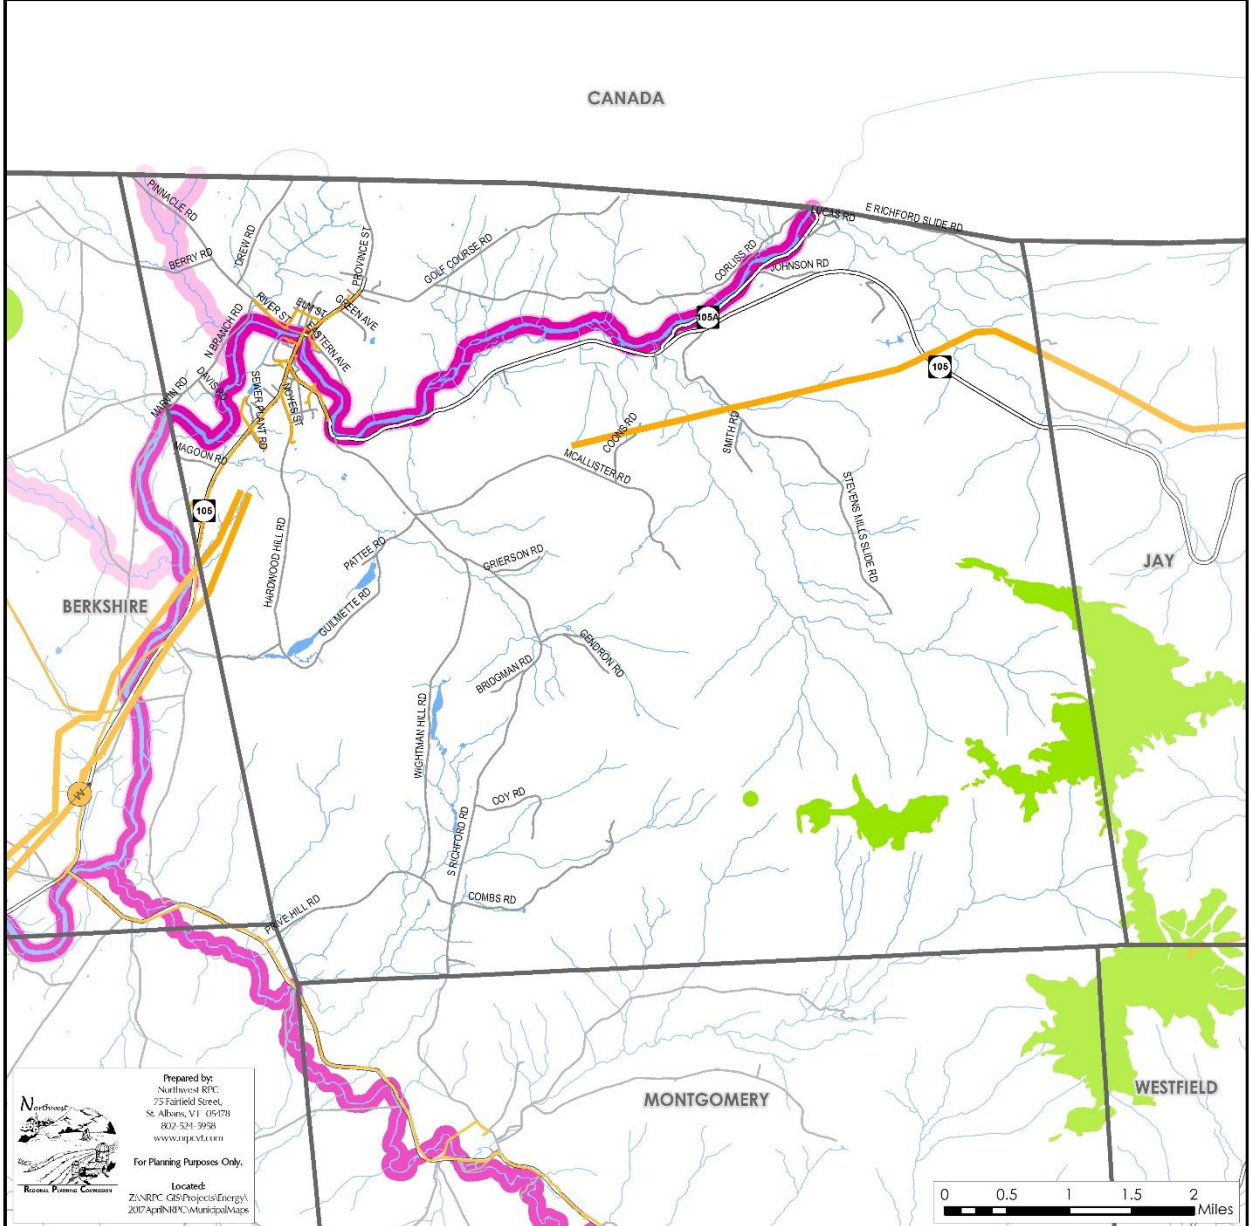 CANADA
PINNACLE RD
LUCAS RD
E RICHFORD SLIDE RD
DREW RD
BERRY RD
PROVINCE ST
GOLF COURSE RD
CORLISS RD
JOHNSON RD
RIVER ST
ELM ST
GREEN AVE
105A
N BRANCH RD
EASTERN AVE
105
DAVIS RD
MARVIN RD
SEWER PLANT RD
NOYES ST
COONS RD
SMITH RD
MAGOON RD
MCALLISTER RD
105
STEVENS MILLS SLIDE RD
HARDWOOD HILL RD
PATTEE RD
GRIERSON RD
JAY
BERKSHIRE
GUILMETTE RD
GENDRON RD
BRIDGMAN RD
WIGHTMAN HILL RD
W
COY RD
S RICHFORD RD
COMBS RD
PRIVE HILL RD
MONTGOMERY
WESTFIELD
Northwest
REGIONAL PLANNING COMMISSION
Prepared by:
Northwest RPC
75 Fairfield Street,
St. Albans, VT 05478
802-524-5958
www.nrpcvt.com
For Planning Purposes Only.
Located:
Z:\NRPC GIS\Projects\Energy\
2017AprilNRPC\MunicipalMaps
0 0.5 1 1.5 2
Miles